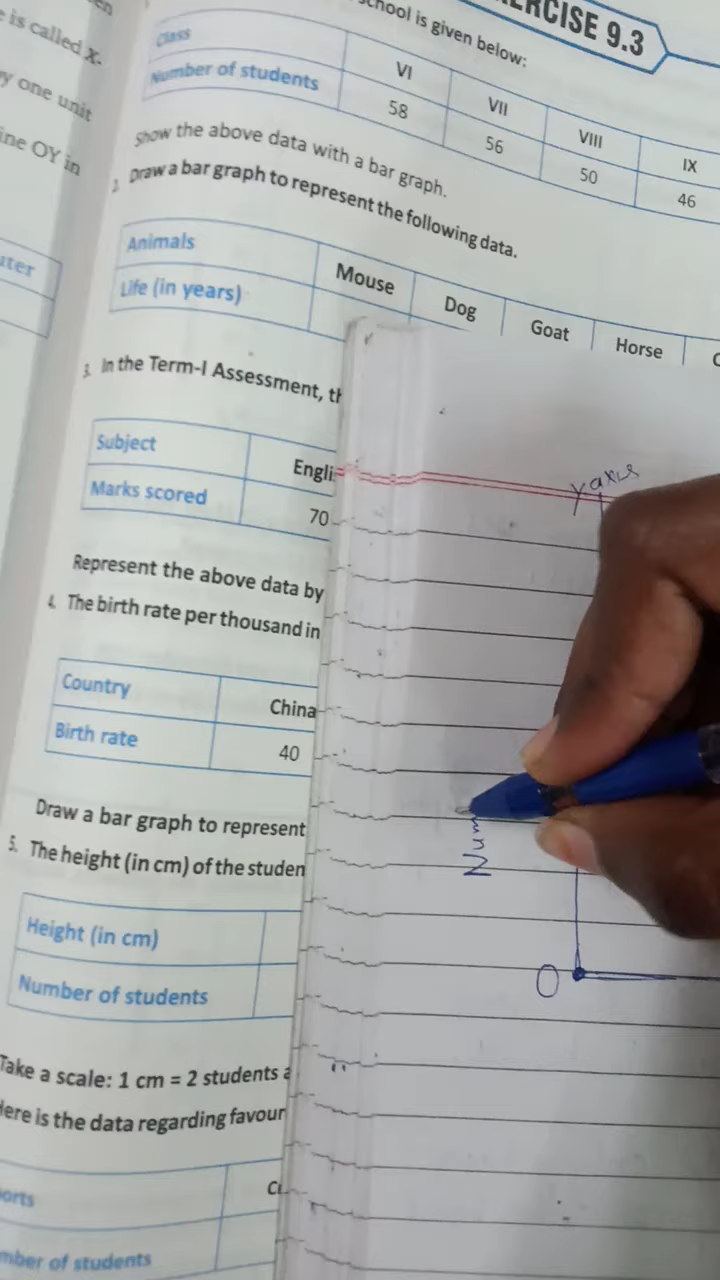 e is called X.
by one unit
ine OY in
EXERCISE 9.3
school is given below:
Class VI VII VIII IX
Number of students 58 56 50 46
Show the above data with a bar graph.
2. Draw a bar graph to represent the following data.
Animals Mouse Dog Goat Horse
Life (in years)
3. In the Term-I Assessment, th
Subject Engli
Marks scored 70
Represent the above data by
4. The birth rate per thousand in
Country China
Birth rate 40
Draw a bar graph to represent
5. The height (in cm) of the studen
Height (in cm)
Number of students
Take a scale: 1 cm = 2 students a
Here is the data regarding favour
orts
mber of students
Y axis
Num
O